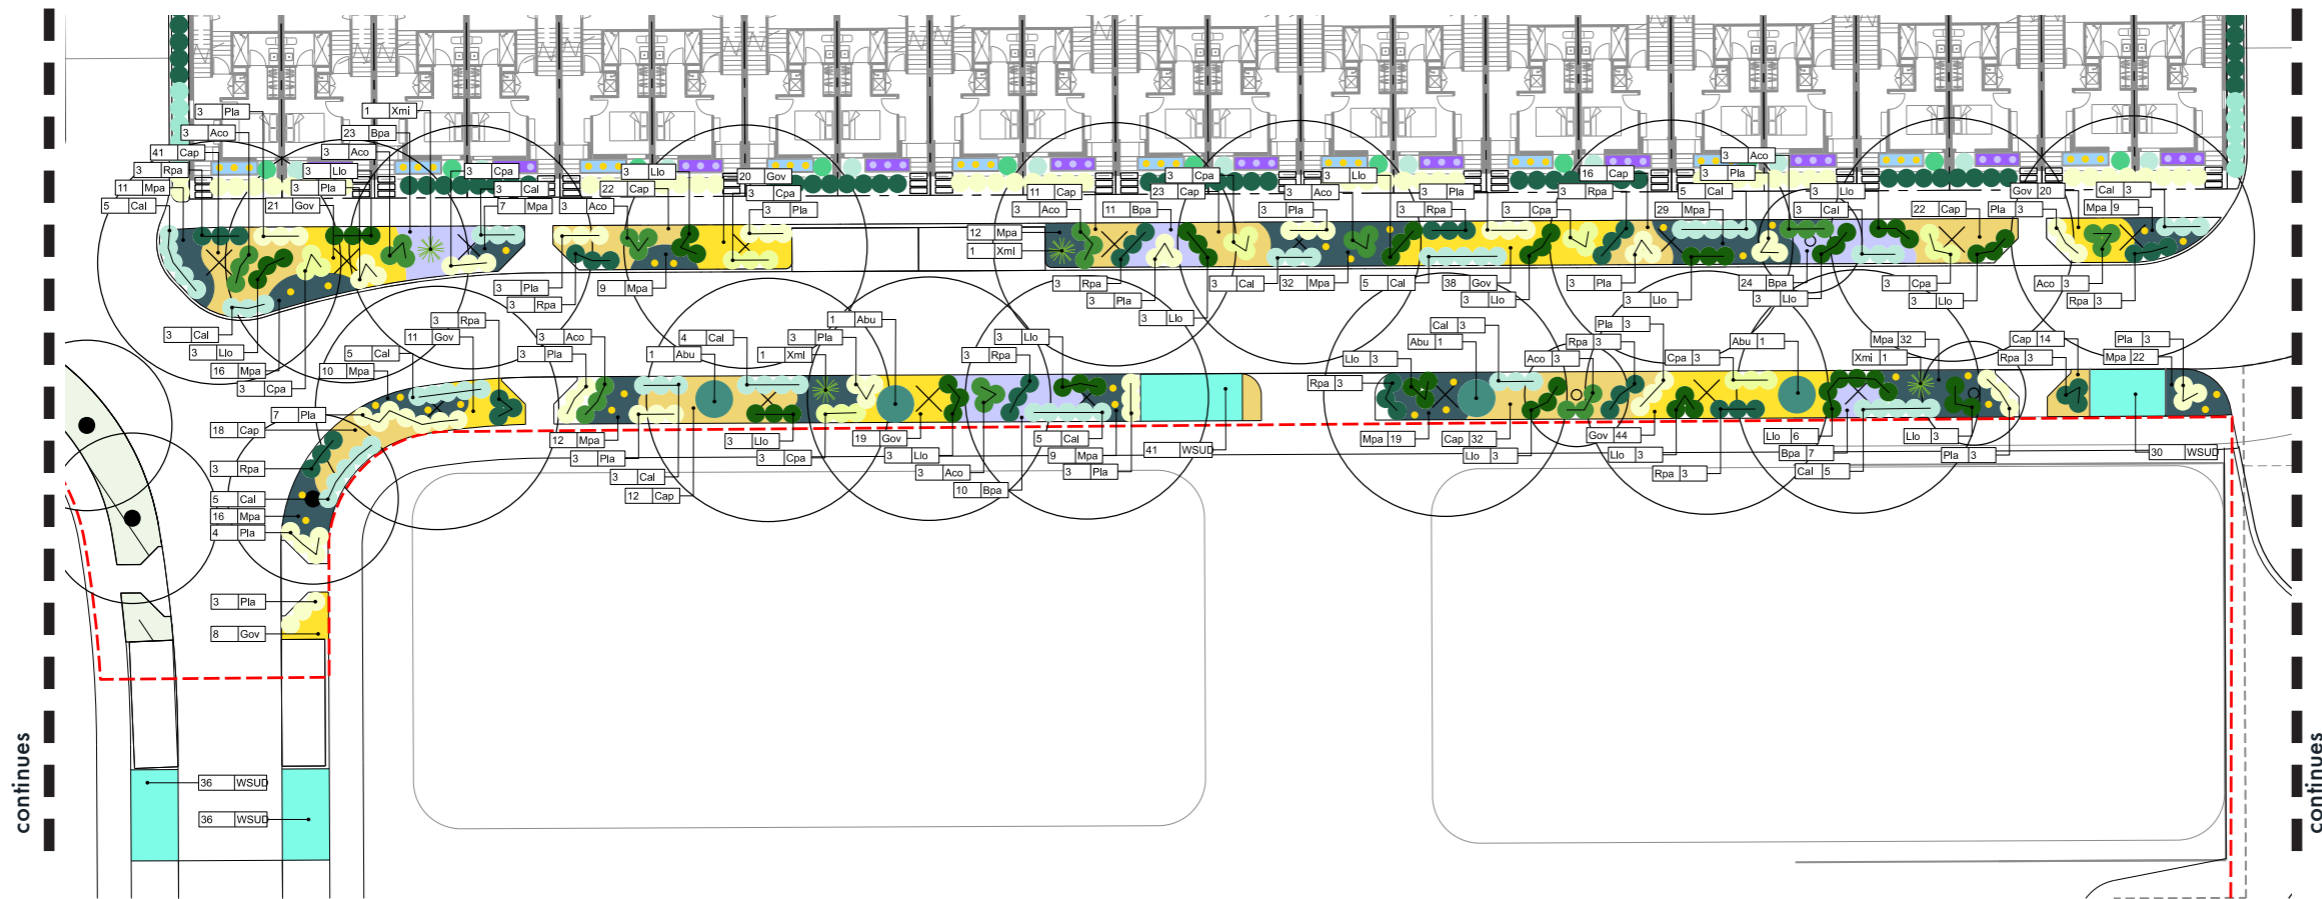 3 Pla
1 Xmi
3 Aco
23 Bpa
41 Cap
3 Aco
3 Rpa
3 Llo
3 Cpa
3 Llo
20 Gov
11 Mpa
3 Pla
3 Cal
22 Cap
3 Cpa
5 Cal
21 Gov
7 Mpa
3 Aco
3 Pla
3 Aco
3 Cpa
3 Llo
16 Cap
3 Pla
11 Cap
23 Cap
3 Aco
3 Pla
3 Rpa
5 Cal
3 Llo
Gov 20
Cal 3
3 Aco
11 Bpa
3 Pla
3 Rpa
3 Cpa
29 Mpa
3 Cal
22 Cap
Pla 3
Mpa 9
12 Mpa
1 Xml
3 Pla
9 Mpa
3 Rpa
3 Rpa
3 Cal
32 Mpa
5 Cal
38 Gov
3 Pla
24 Bpa
3 Cpa
Aco 3
3 Pla
3 Llo
3 Llo
3 Llo
3 Llo
Rpa 3
3 Llo
3 Cal
3 Llo
16 Mpa
3 Cpa
3 Rpa
11 Gov
5 Cal
10 Mpa
3 Aco
3 Pla
4 Cal
1 Abu
1 Abu
3 Pla
1 Xml
3 Llo
3 Rpa
Cal 3
Abu 1
Llo 3
Rpa 3
Pla 3
Rpa 3
Aco 3
Abu 1
Cpa 3
Mpa 32
Xmi 1
Cap 14
Rpa 3
Pla 3
Mpa 22
7 Pla
18 Cap
3 Rpa
5 Cal
16 Mpa
4 Pla
12 Mpa
3 Pla
3 Cal
12 Cap
3 Llo
3 Cpa
19 Gov
3 Llo
3 Aco
10 Bpa
5 Cal
9 Mpa
3 Pla
41 WSUD
Mpa 19
Cap 32
Llo 3
Gov 44
Llo 3
Rpa 3
Llo 6
Bpa 7
Cal 5
Llo 3
Pla 3
30 WSUD
3 Pla
8 Gov
36 WSUD
36 WSUD
continues
continues